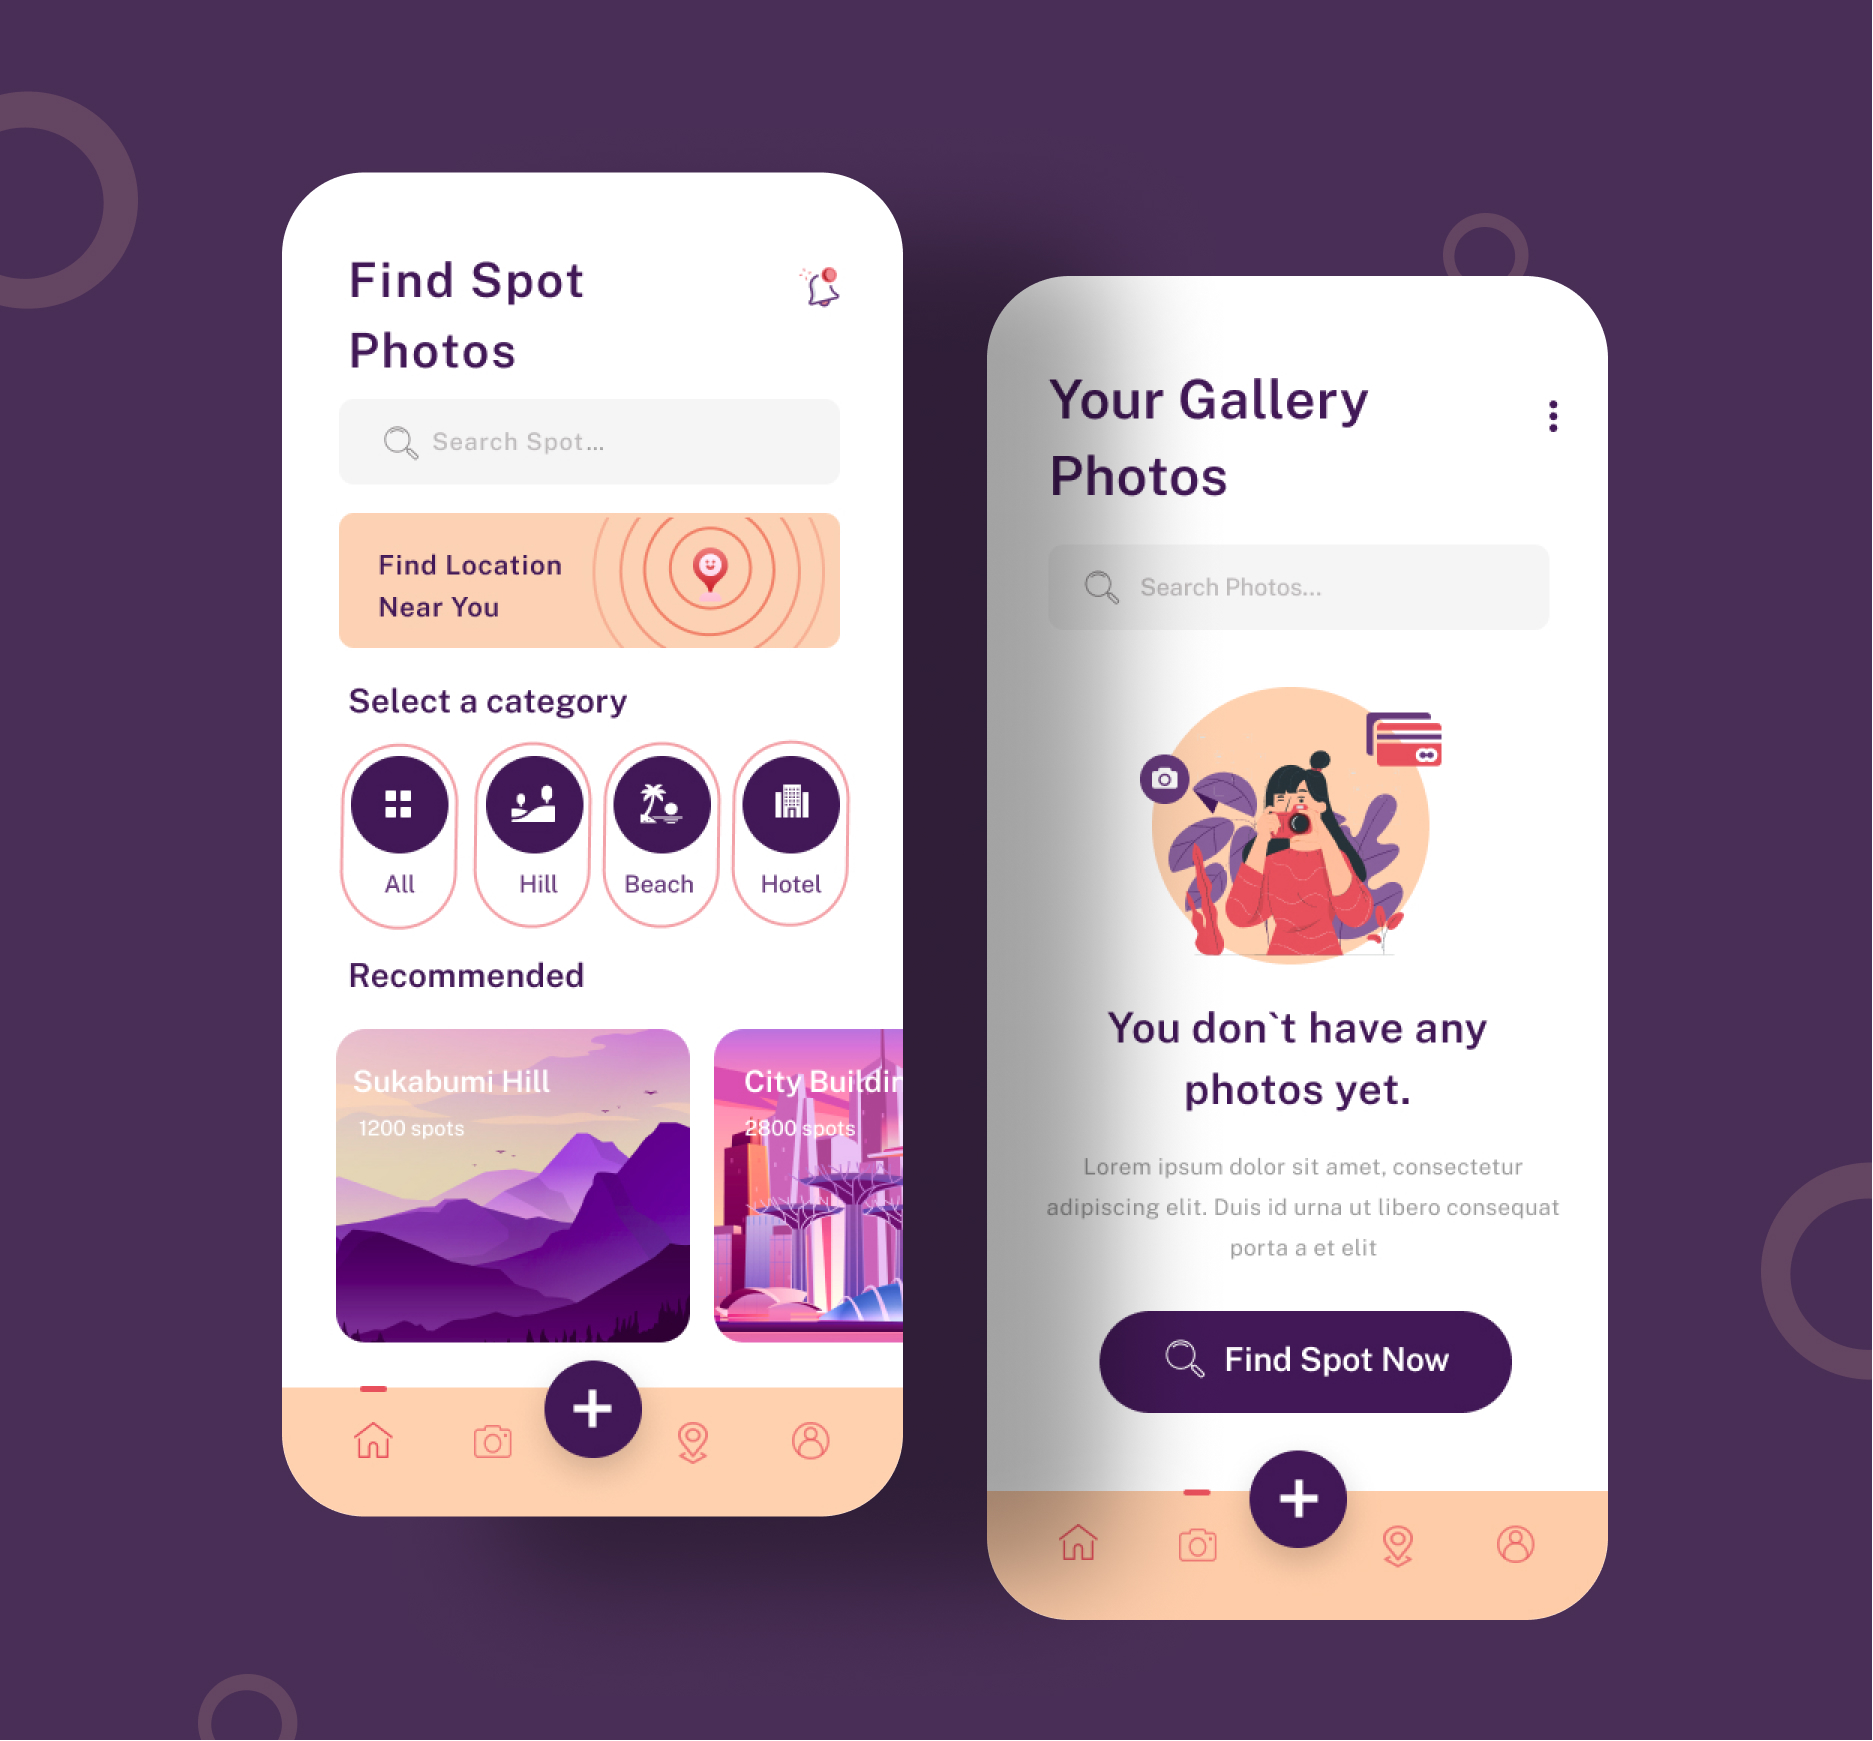 Find Spot
Photos
Search Spot...
Find Location
Near You
Select a category
All
Hill
Beach
Hotel
Recommended
Sukabumi Hill
1200 spots
City Buildin
2800 spots
Your Gallery
Photos
Search Photos...
You don`t have any
photos yet.
Lorem ipsum dolor sit amet, consectetur
adipiscing elit. Duis id urna ut libero consequat
porta a et elit
Find Spot Now